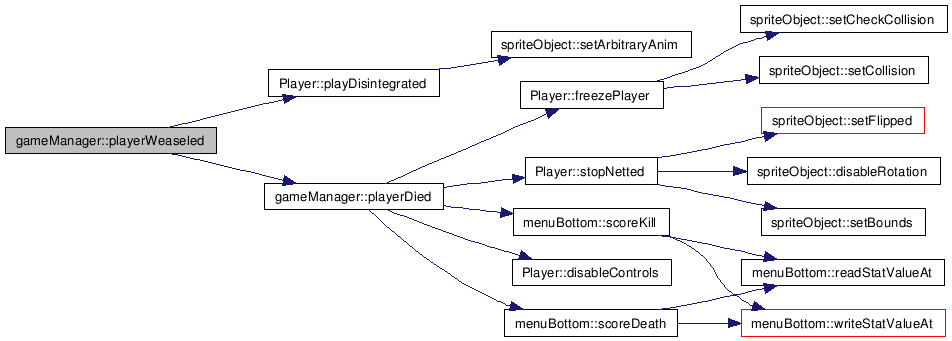 spriteObject::setCheckCollision
spriteObject::setArbitraryAnim
spriteObject::setCollision
Player::playDisintegrated
Player::freezePlayer
spriteObject::setFlipped
gameManager::playerWeaseled
Player::stopNetted
spriteObject::disableRotation
gameManager::playerDied
menuBottom::scoreKill
spriteObject::setBounds
Player::disableControls
menuBottom::readStatValueAt
menuBottom::scoreDeath
menuBottom::writeStatValueAt